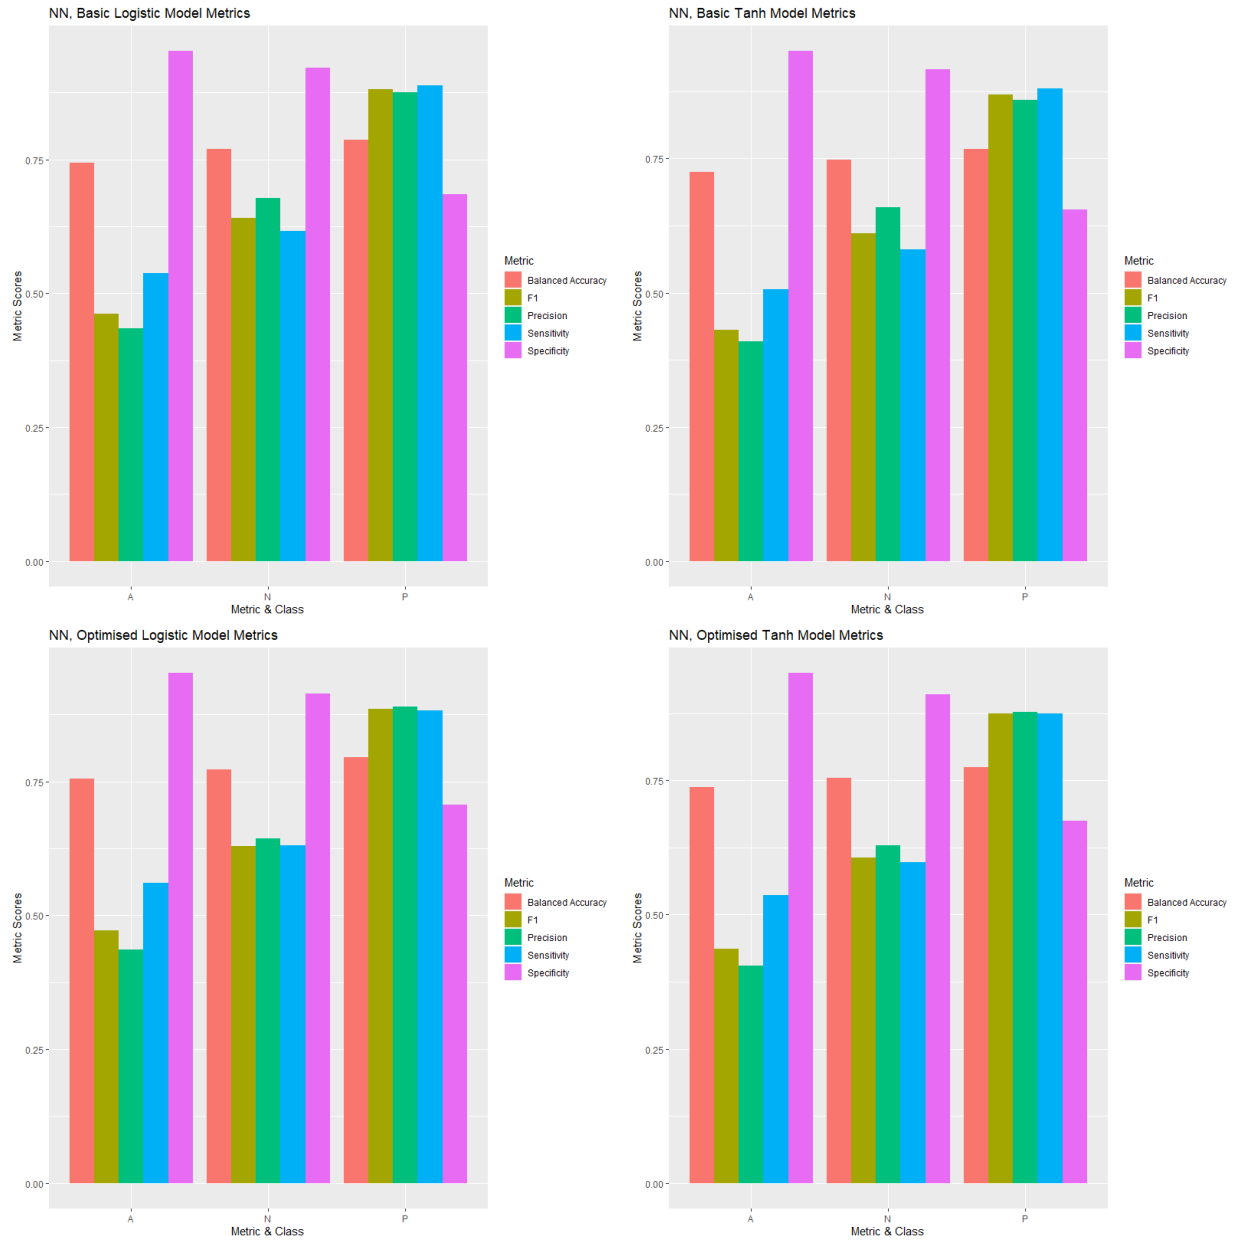 NN, Basic Logistic Model Metrics
Metric Scores
0.75
0.50
0.25
0.00
A
N
P
Metric & Class
Metric
Balanced Accuracy
F1
Precision
Sensitivity
Specificity
NN, Basic Tanh Model Metrics
Metric Scores
0.75
0.50
0.25
0.00
A
N
P
Metric & Class
Metric
Balanced Accuracy
F1
Precision
Sensitivity
Specificity
NN, Optimised Logistic Model Metrics
Metric Scores
0.75
0.50
0.25
0.00
A
N
P
Metric & Class
Metric
Balanced Accuracy
F1
Precision
Sensitivity
Specificity
NN, Optimised Tanh Model Metrics
Metric Scores
0.75
0.50
0.25
0.00
A
N
P
Metric & Class
Metric
Balanced Accuracy
F1
Precision
Sensitivity
Specificity